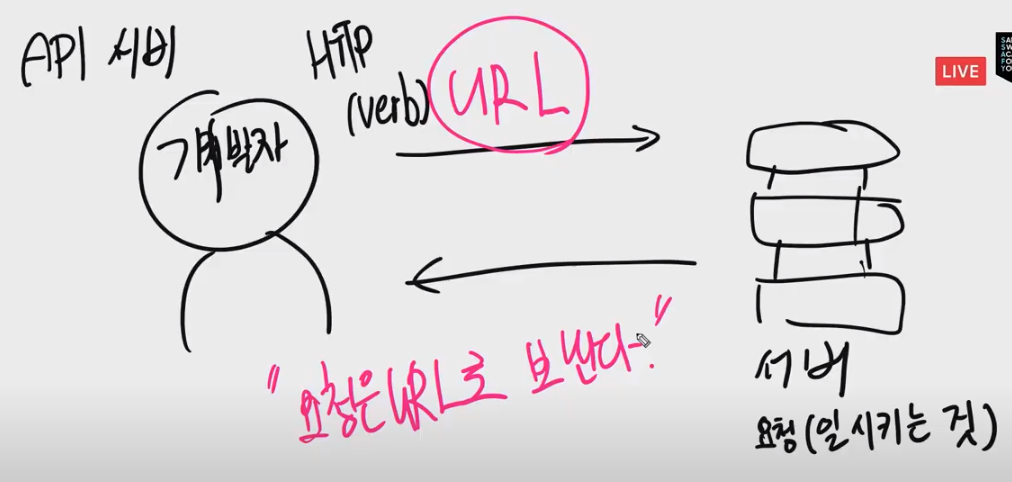 API 서버
HTTP
(verb) URL
개발자
LIVE
"요청은 URL로 보낸다."
서버
요청(일 시키는 것)